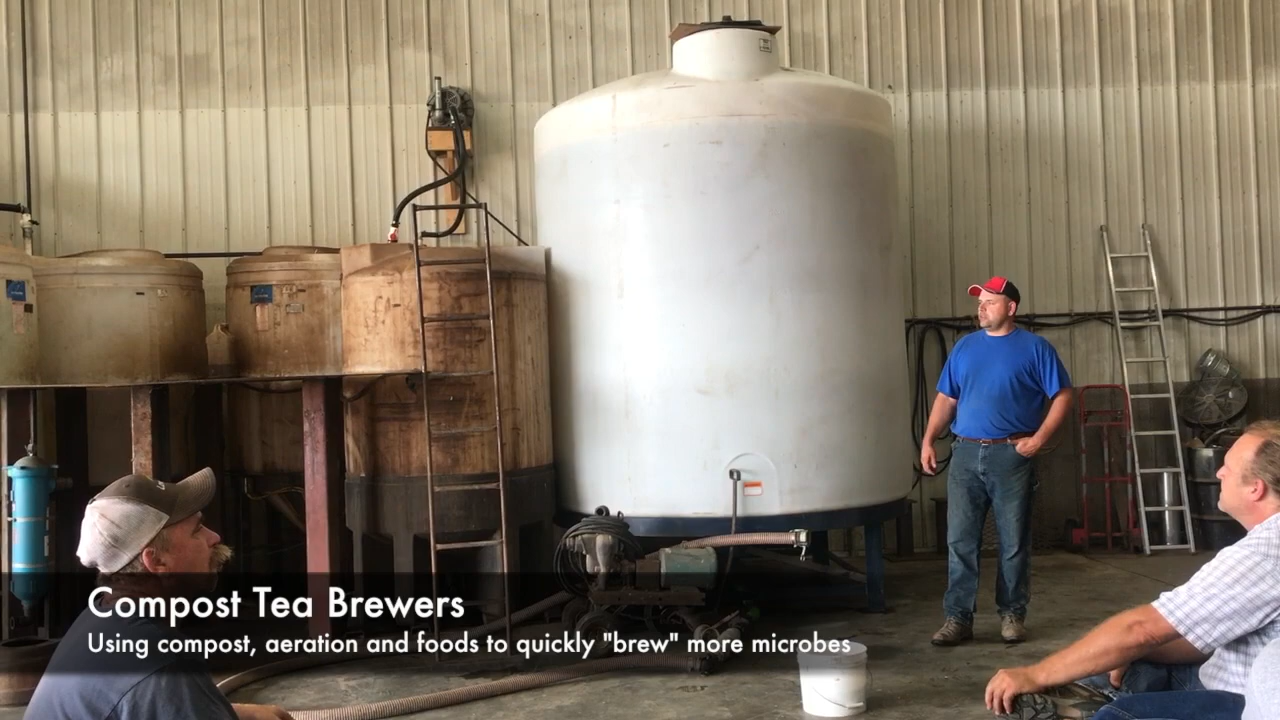 Compost Tea Brewers
Using compost, aeration and foods to quickly "brew" more microbes